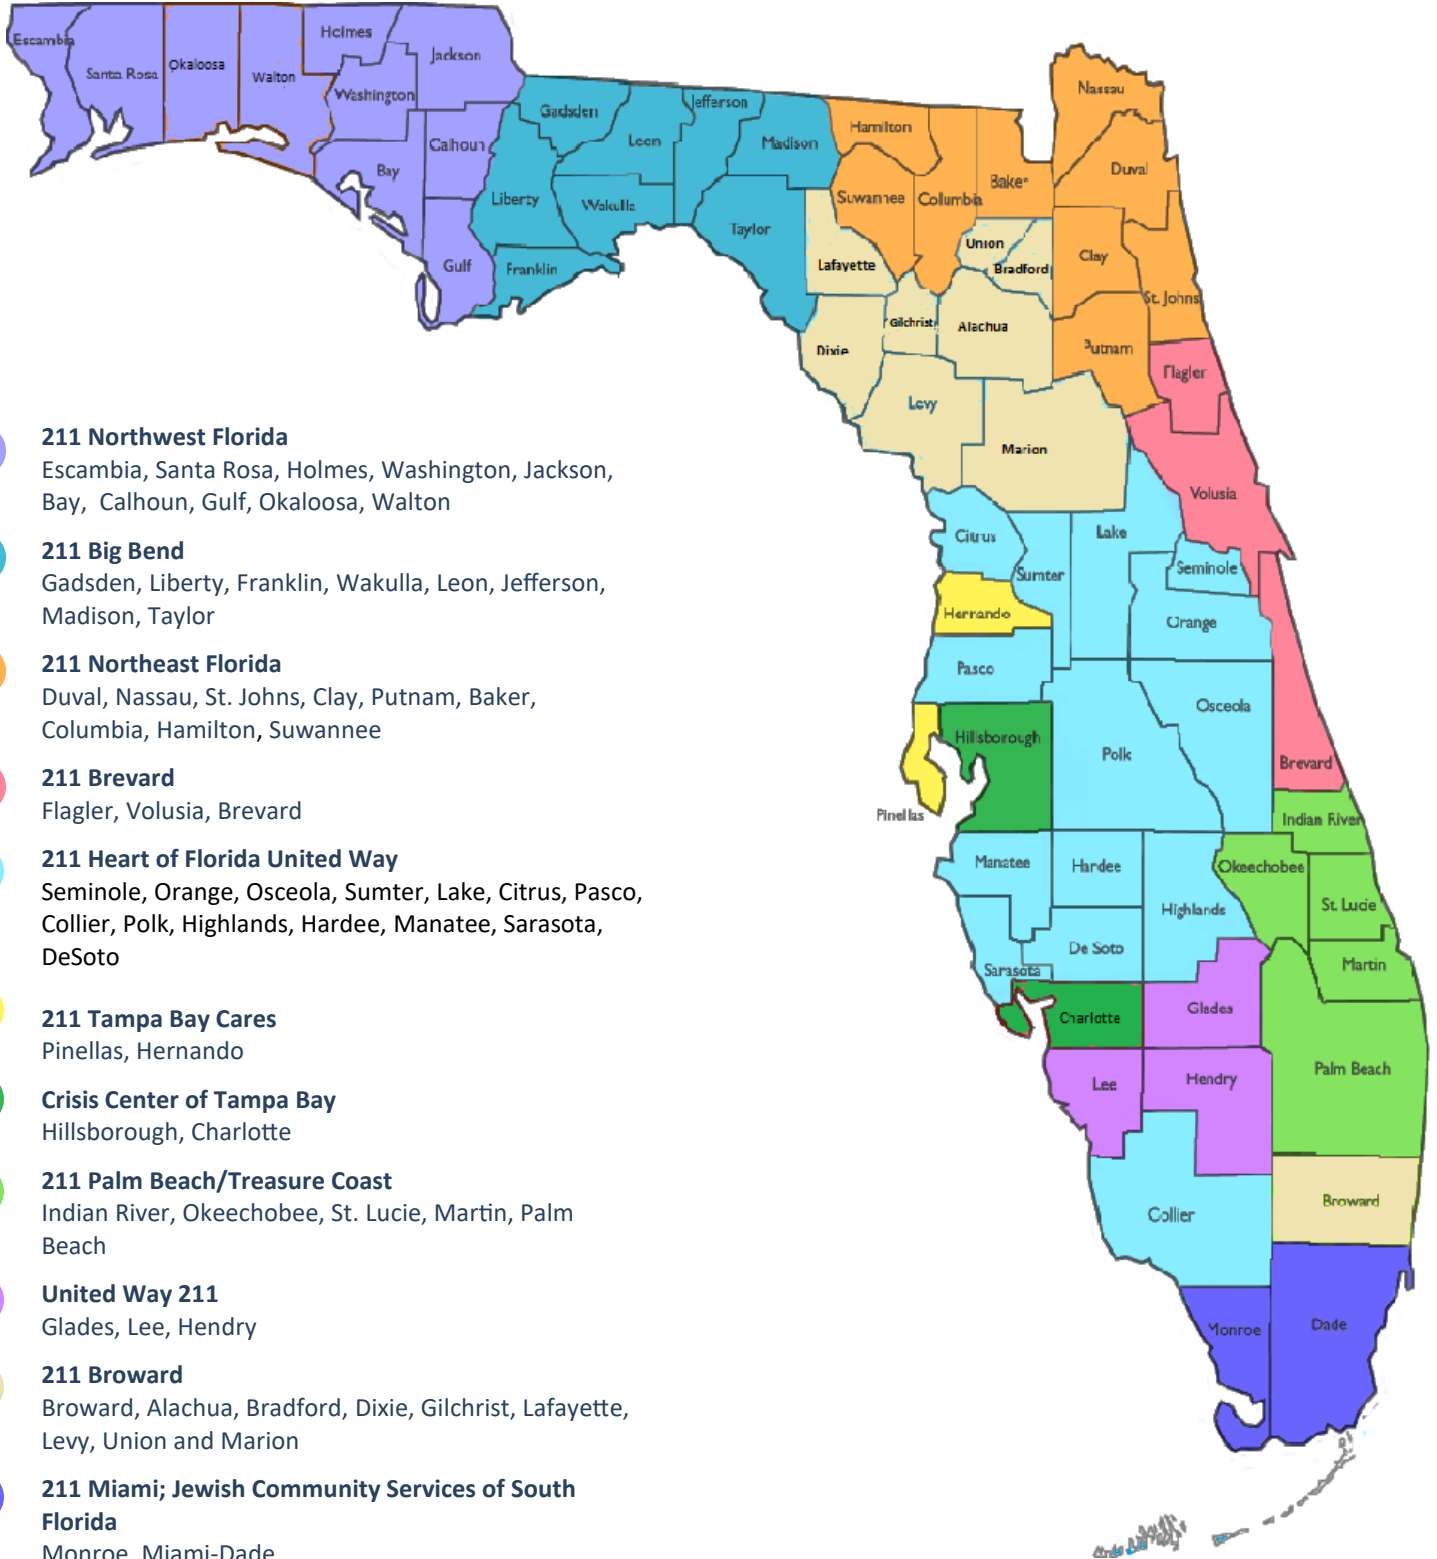 Escambia
Santa Rosa
Okaloosa
Walton
Holmes
Washington
Jackson
Bay
Calhoun
Gulf
Gadsden
Liberty
Franklin
Leon
Wakulla
Jefferson
Madison
Taylor
Hamilton
Suwannee
Columbia
Baker
Nassau
Duval
Clay
St. Johns
Putnam
Lafayette
Union
Bradford
Gilchrist
Alachua
Dixie
Levy
Marion
Flagler
Volusia
Citrus
Sumter
Lake
Seminole
Orange
Hernando
Pasco
Osceola
Hillsborough
Polk
Brevard
Pinellas
Indian River
Manatee
Hardee
Highlands
Okeechobee
St. Lucie
De Soto
Sarasota
Martin
Charlotte
Glades
Lee
Hendry
Palm Beach
Collier
Broward
Monroe
Dade
211 Northwest Florida
Escambia, Santa Rosa, Holmes, Washington, Jackson,
Bay, Calhoun, Gulf, Okaloosa, Walton
211 Big Bend
Gadsden, Liberty, Franklin, Wakulla, Leon, Jefferson,
Madison, Taylor
211 Northeast Florida
Duval, Nassau, St. Johns, Clay, Putnam, Baker,
Columbia, Hamilton, Suwannee
211 Brevard
Flagler, Volusia, Brevard
211 Heart of Florida United Way
Seminole, Orange, Osceola, Sumter, Lake, Citrus, Pasco,
Collier, Polk, Highlands, Hardee, Manatee, Sarasota,
DeSoto
211 Tampa Bay Cares
Pinellas, Hernando
Crisis Center of Tampa Bay
Hillsborough, Charlotte
211 Palm Beach/Treasure Coast
Indian River, Okeechobee, St. Lucie, Martin, Palm
Beach
United Way 211
Glades, Lee, Hendry
211 Broward
Broward, Alachua, Bradford, Dixie, Gilchrist, Lafayette,
Levy, Union and Marion
211 Miami; Jewish Community Services of South
Florida
Monroe, Miami-Dade